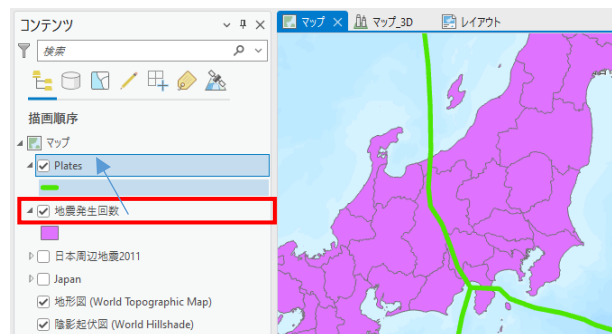 コンテンツ
検索
描画順序
マップ
Plates
地震発生回数
日本周辺地震2011
Japan
地形図 (World Topographic Map)
陰影起伏図 (World Hillshade)
マップ
マップ_3D
レイアウト